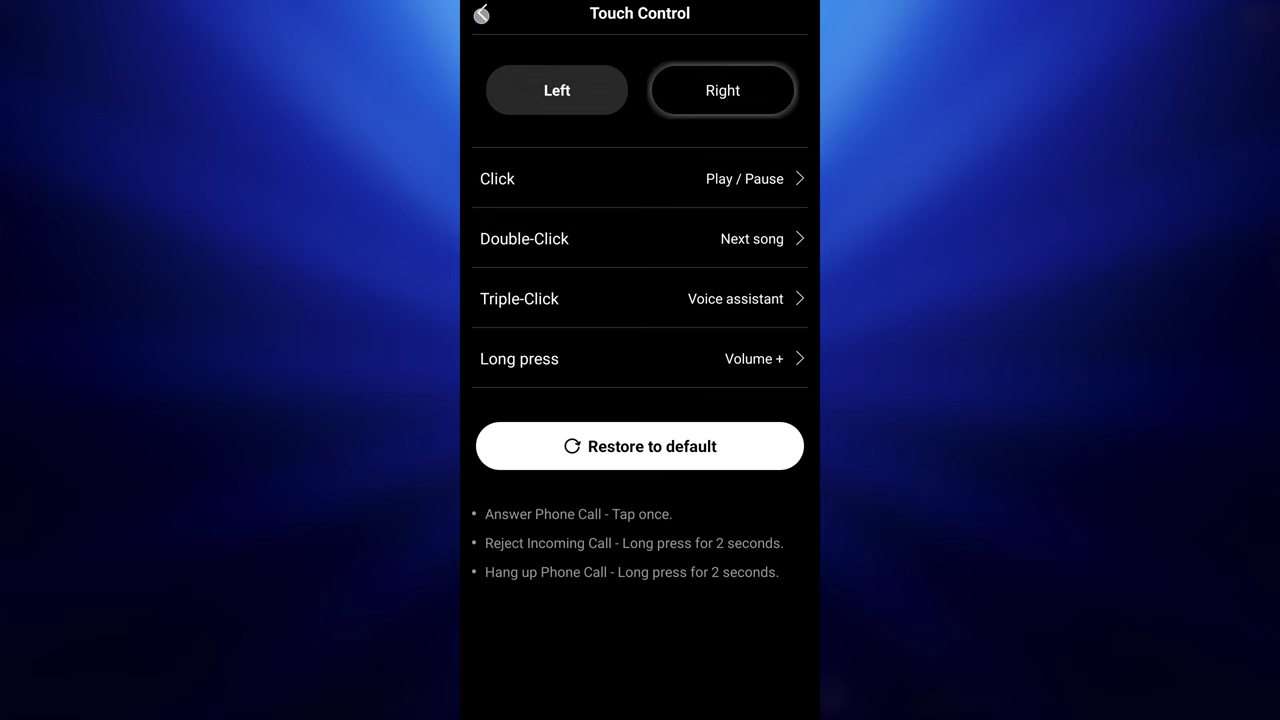 Touch Control
Left
Right
Click
Play / Pause
Double-Click
Next song
Triple-Click
Voice assistant
Long press
Volume +
Restore to default
• Answer Phone Call - Tap once.
• Reject Incoming Call - Long press for 2 seconds.
• Hang up Phone Call - Long press for 2 seconds.